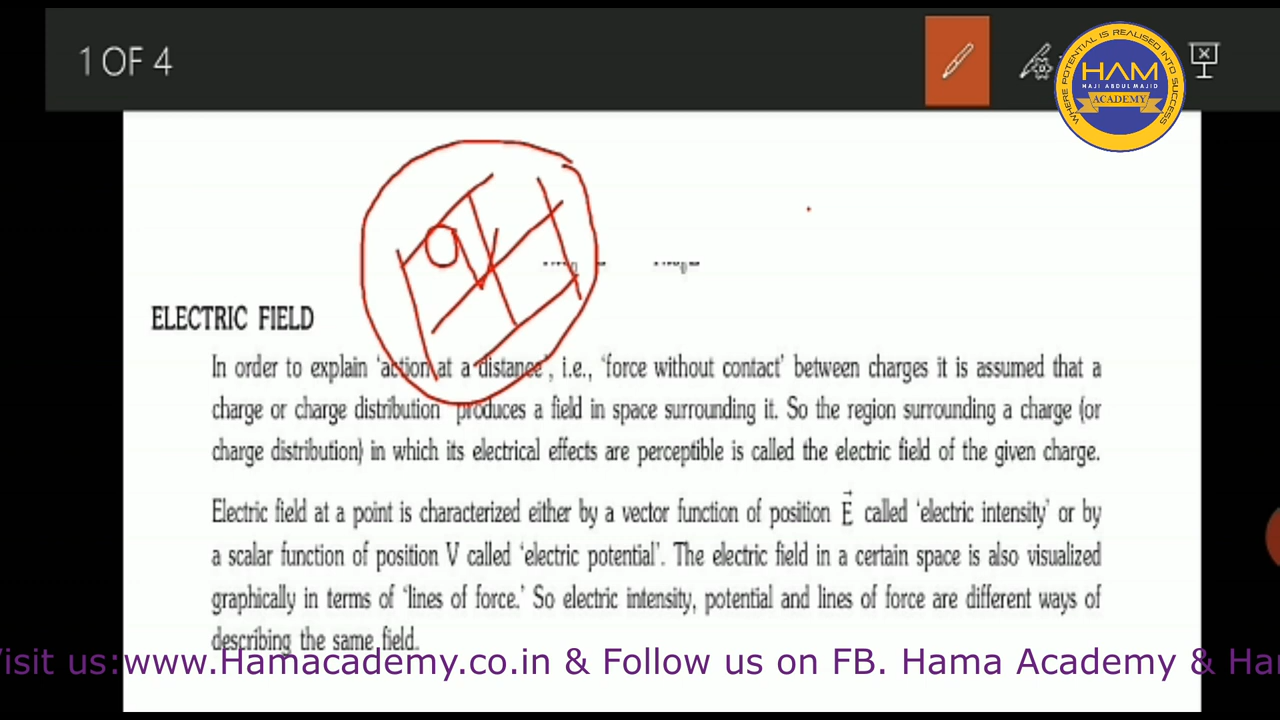 1 OF 4
WHERE POTENTIAL IS REALISED INTO SUCCESS
HAM
HAJI ABDUL MAJID
ACADEMY
q
ELECTRIC FIELD
In order to explain 'action at a distance', i.e., 'force without contact' between charges it is assumed that a
charge or charge distribution produces a field in space surrounding it. So the region surrounding a charge (or
charge distribution) in which its electrical effects are perceptible is called the electric field of the given charge.
Electric field at a point is characterized either by a vector function of position E⃗ called 'electric intensity' or by
a scalar function of position V called 'electric potential'. The electric field in a certain space is also visualized
graphically in terms of 'lines of force.' So electric intensity, potential and lines of force are different ways of
describing the same field.
Visit us:www.Hamacademy.co.in & Follow us on FB. Hama Academy & Ha